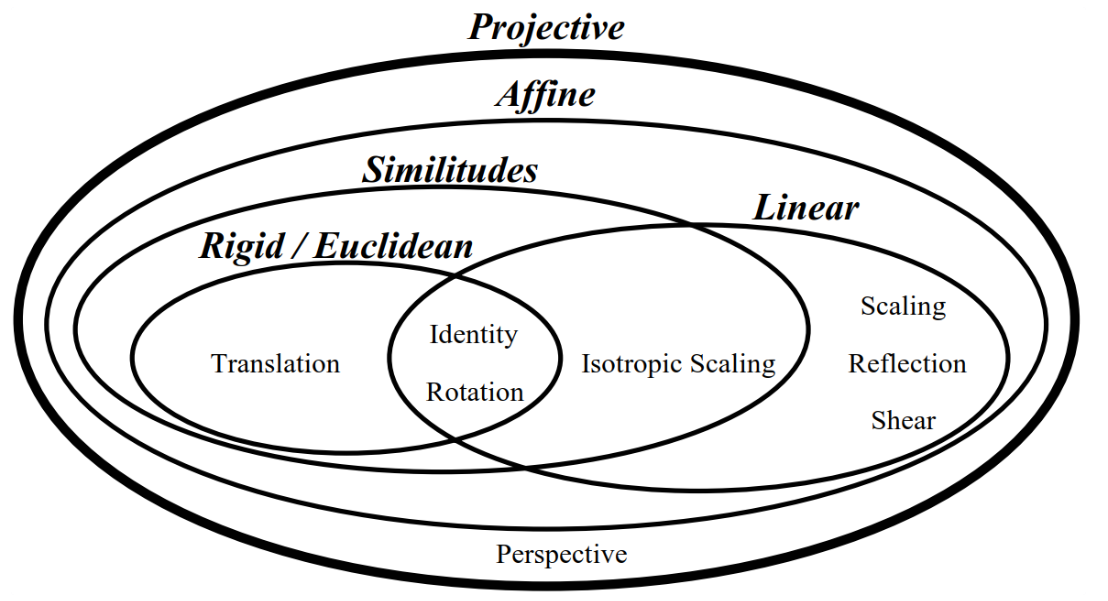 Projective
Affine
Similitudes
Linear
Rigid / Euclidean
Scaling
Identity
Translation
Isotropic Scaling
Reflection
Rotation
Shear
Perspective